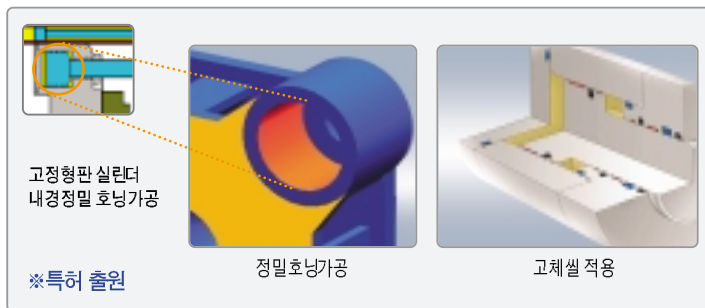 고정형판 실린더
내경정밀 호닝가공
※특허 출원
정밀호닝가공
고체씰 적용